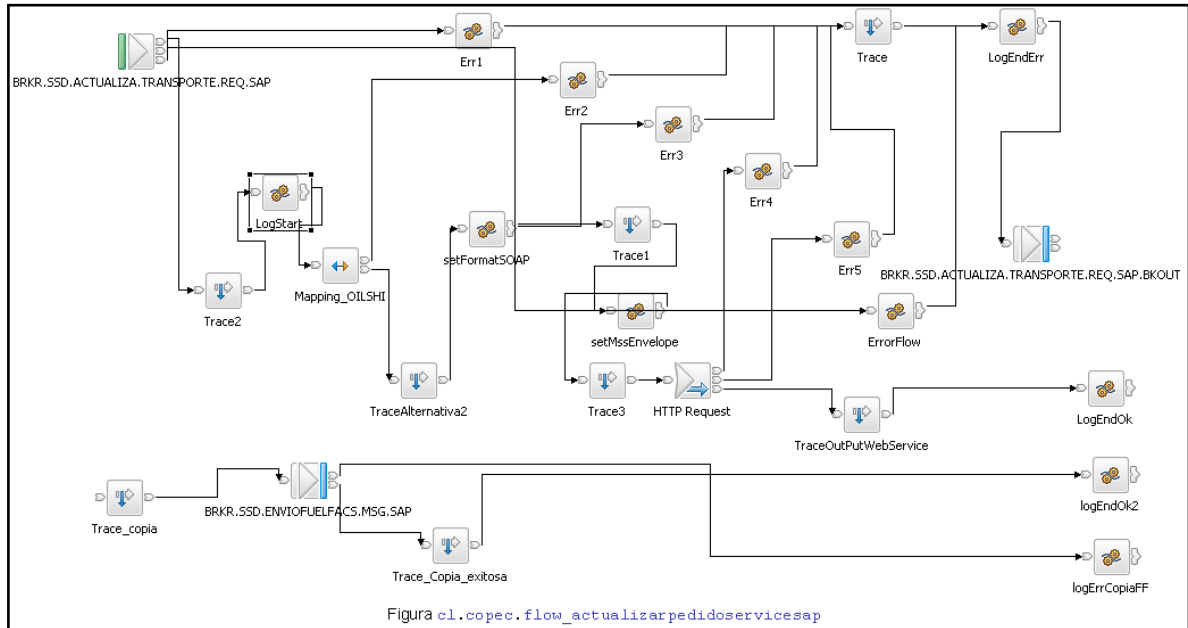 Err1
Trace
LogEndErr
BRKR.SSD.ACTUALIZA.TRANSPORTE.REQ.SAP
Err2
Err3
Err4
LogStart
setFormatSOAP
Trace1
Err5
BRKR.SSD.ACTUALIZA.TRANSPORTE.REQ.SAP.BKOUT
Mapping_OILSHI
Trace2
setMssEnvelope
ErrorFlow
TraceAlternativa2
Trace3
HTTP Request
LogEndOk
TraceOutPutWebService
BRKR.SSD.ENVIOFUELFACS.MSG.SAP
logEndOk2
Trace_copia
Trace_Copia_exitosa
logErrCopiaFF
Figura cl.copec.flow_actualizarpedidoservicesap